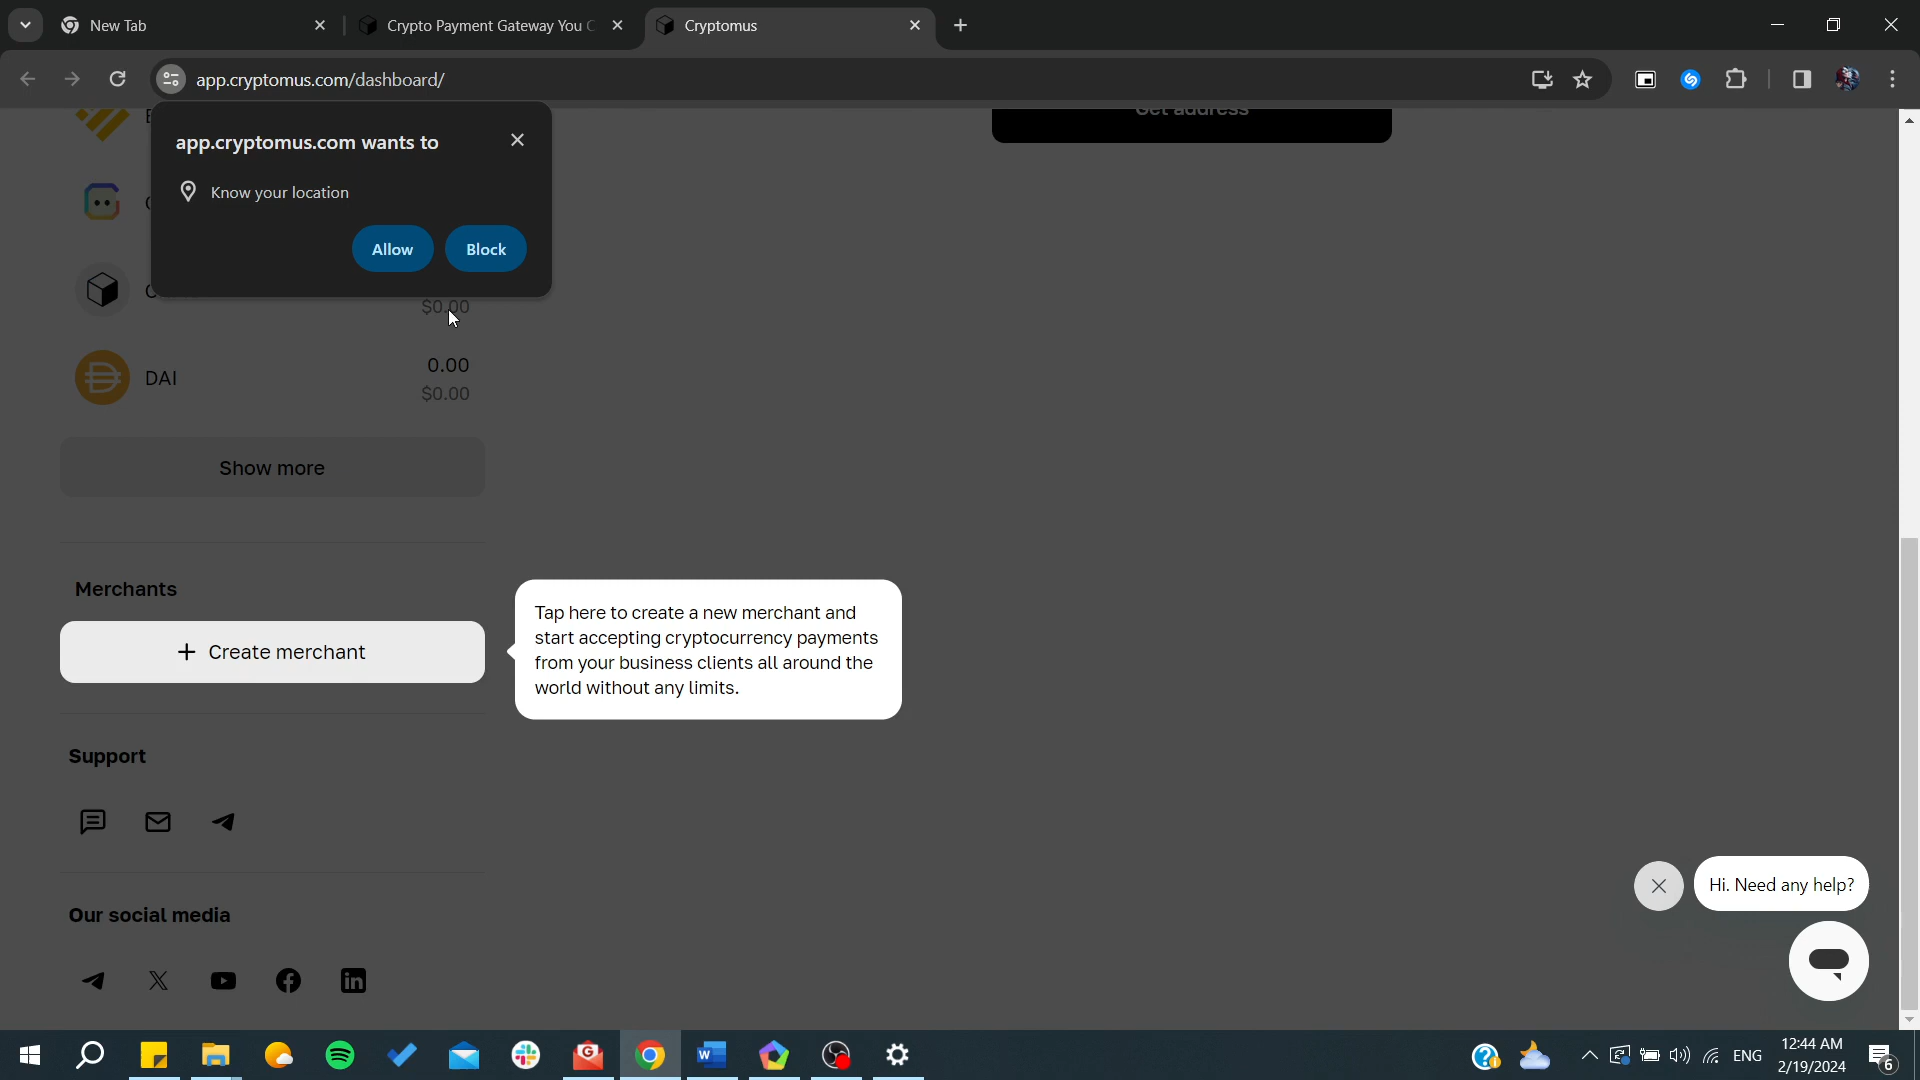 New Tab
Crypto Payment Gateway You
Cryptomus
app.cryptomus.com/dashboard/
Get address
app.cryptomus.com wants to
Know your location
Allow
Block
$0.00
DAI
0.00
$0.00
Show more
Merchants
+ Create merchant
Tap here to create a new merchant and
start accepting cryptocurrency payments
from your business clients all around the
world without any limits.
Support
Our social media
Hi. Need any help?
ENG
12:44 AM
2/19/2024
6